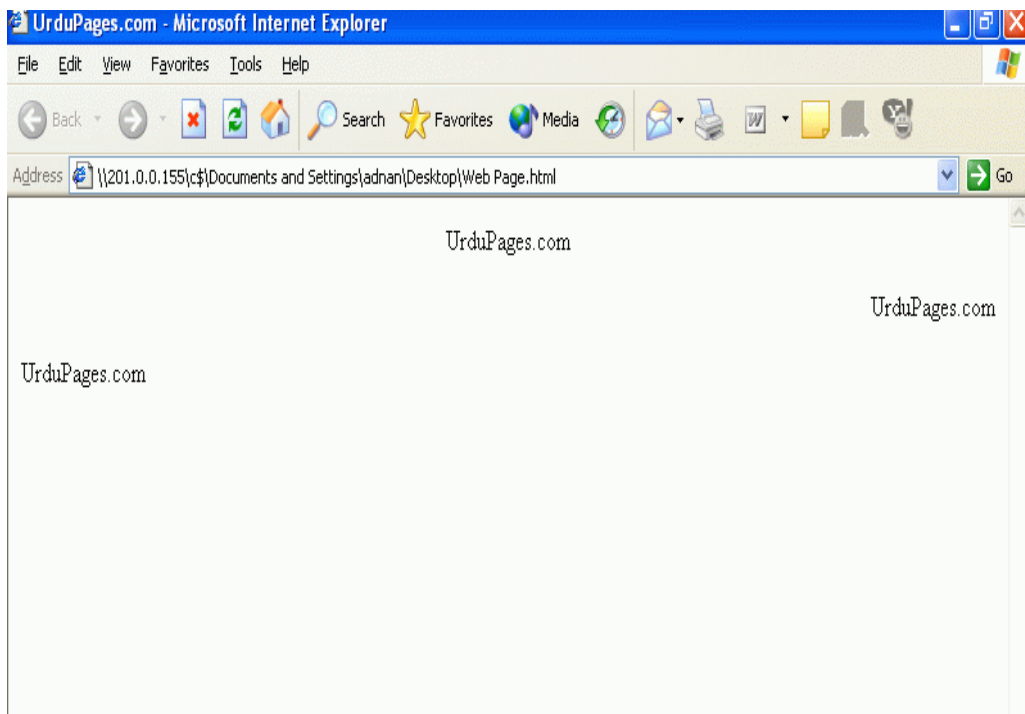 UrduPages.com - Microsoft Internet Explorer
File Edit View Favorites Tools Help
Back Search Favorites Media W Y!
Address \\201.0.0.155\c$\Documents and Settings\adnan\Desktop\Web Page.html Go
UrduPages.com
UrduPages.com
UrduPages.com